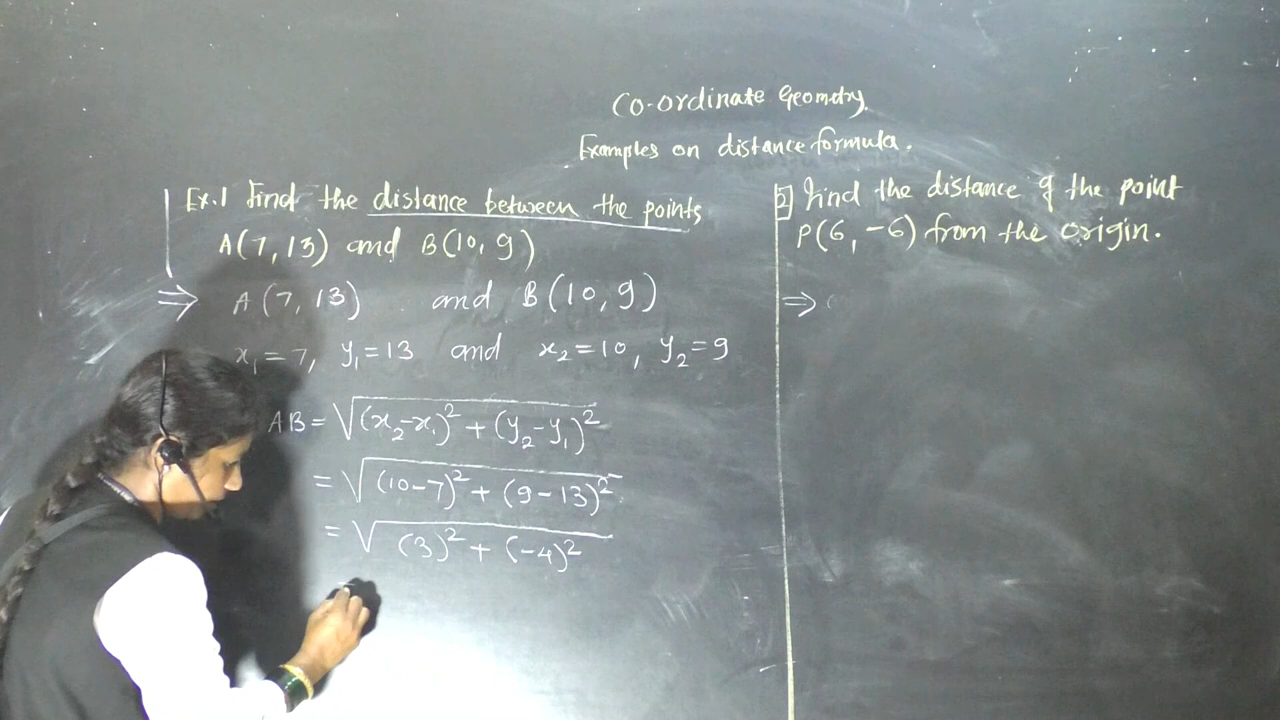 Co-ordinate Geometry.
Examples on distance formula.
Ex.1 Find the distance between the points
A(7,13) and B(10,9)
⇒ A(7,13) and B(10,9)
x₁=7, y₁=13 and x₂=10, y₂=9
AB = √(x₂-x₁)² + (y₂-y₁)²
= √(10-7)² + (9-13)²
= √(3)² + (-4)²
2] Find the distance of the point
P(6,-6) from the origin.
⇒